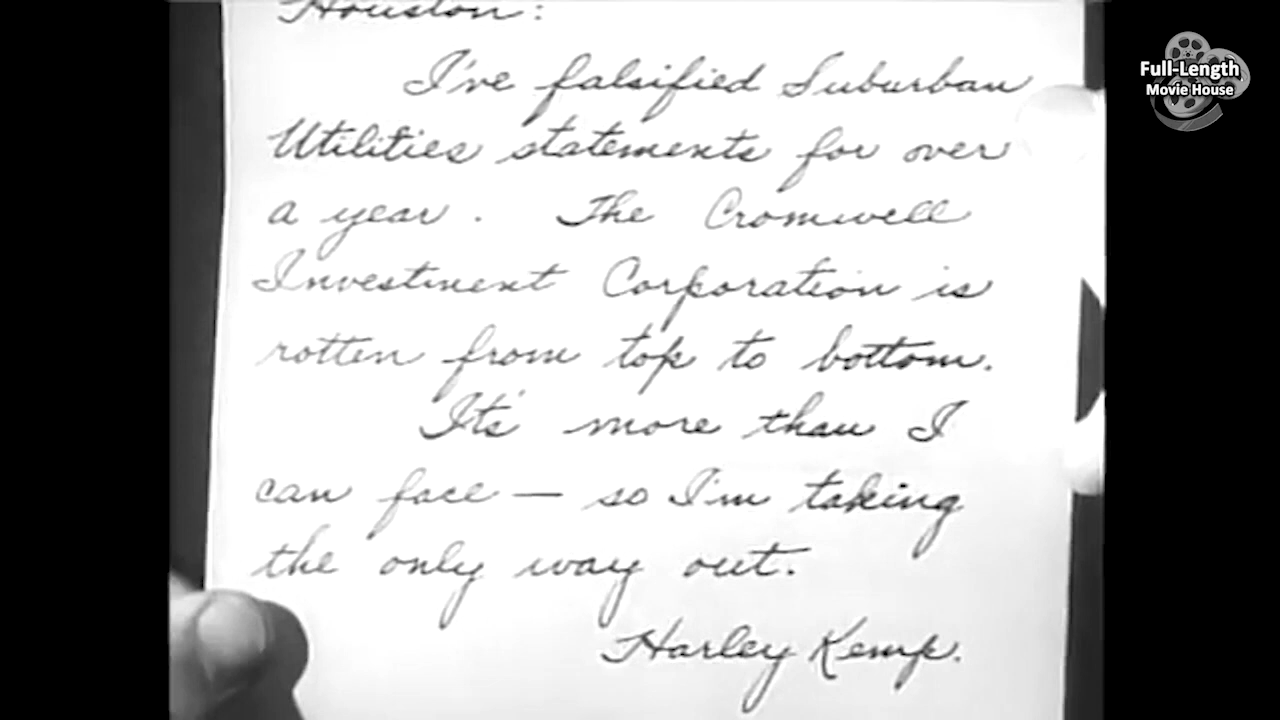 Houston:
I've falsified Suburban
Utilities statements for over
a year. The Cromwell
Investment Corporation is
rotten from top to bottom.
It's more than I
can face — so I'm taking
the only way out.
Harley Kemp.
Full-Length
Movie House